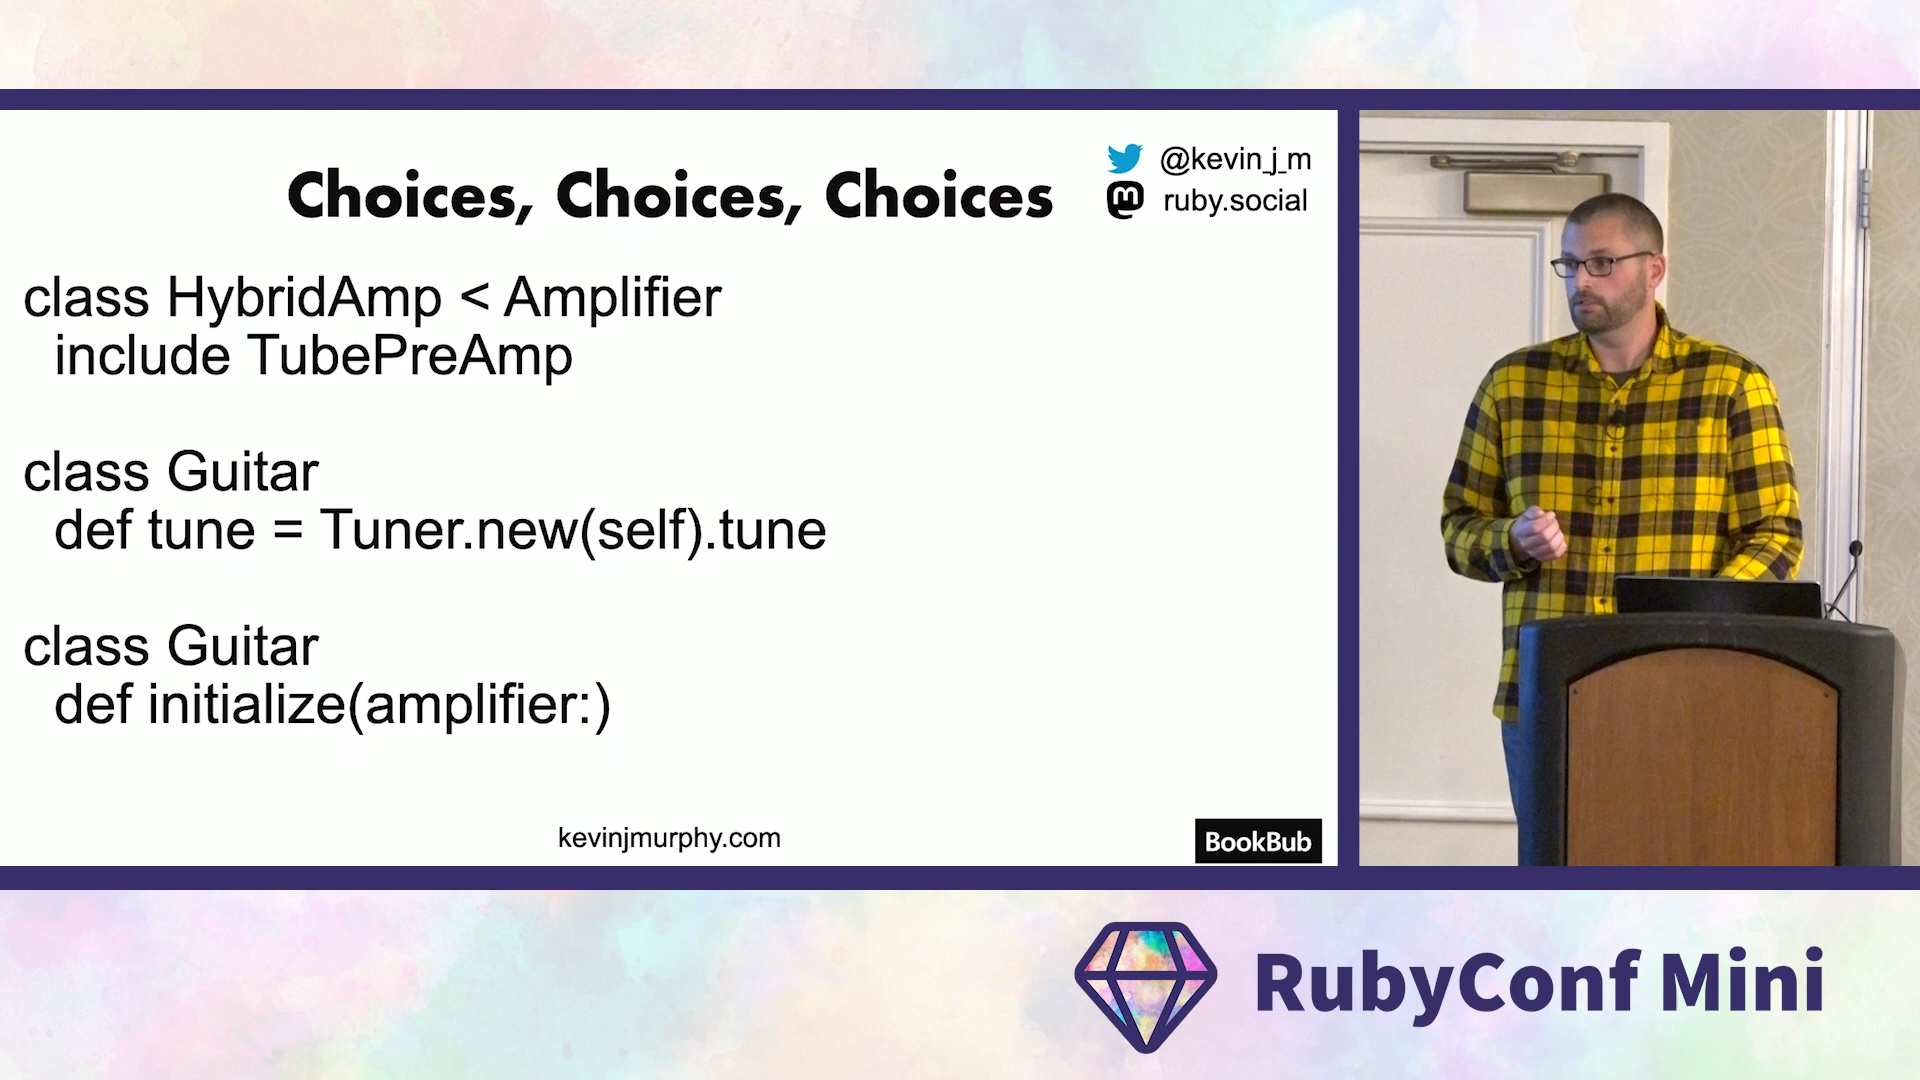 Choices, Choices, Choices
@kevin_j_m
ruby.social
class HybridAmp < Amplifier
include TubePreAmp
class Guitar
def tune = Tuner.new(self).tune
class Guitar
def initialize(amplifier:)
kevinjmurphy.com
BookBub
RubyConf Mini